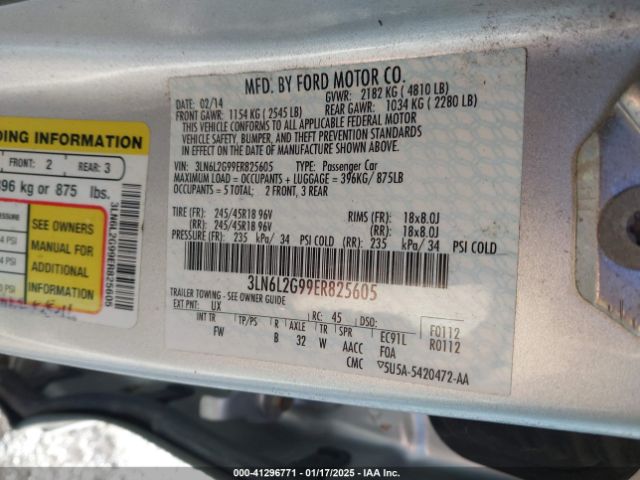 MFD. BY FORD MOTOR CO.
DATE: 02/14 GVWR: 2182 KG ( 4810 LB)
FRONT GAWR: 1154 KG ( 2545 LB) REAR GAWR: 1034 KG ( 2280 LB)
THIS VEHICLE CONFORMS TO ALL APPLICABLE FEDERAL MOTOR
VEHICLE SAFETY, BUMPER, AND THEFT PREVENTION STANDARDS
IN EFFECT ON THE DATE OF MANUFACTURE SHOWN ABOVE.
VIN: 3LN6L2G99ER825605 TYPE: Passenger Car
MAXIMUM LOAD = OCCUPANTS + LUGGAGE = 396KG/ 875LB
OCCUPANTS = 5 TOTAL: 2 FRONT, 3 REAR
TIRE (FR): 245/45R18 96V RIMS (FR): 18x8.0J
(RR): 245/45R18 96V (RR): 18x8.0J
PRESSURE (FR): 235 kPa/ 34 PSI COLD (RR): 235 kPa/ 34 PSI COLD
3LN6L2G99ER825605
TRAILER TOWING - SEE OWNER GUIDE
EXT PNT: UX RC: 45 DSO:
INT TR TP/PS R AXLE TR SPR EC91L F0112
FW B 32 W AACC FOA R0112
CMC ▽5U5A-5420472-AA
DING INFORMATION
FRONT: 2 REAR: 3
396 kg or 875 lbs.
SEE OWNERS
MANUAL FOR
ADDITIONAL
INFORMATION
3LN6L2G99ER825605
000-41296771 — 01/17/2025 — IAA Inc.